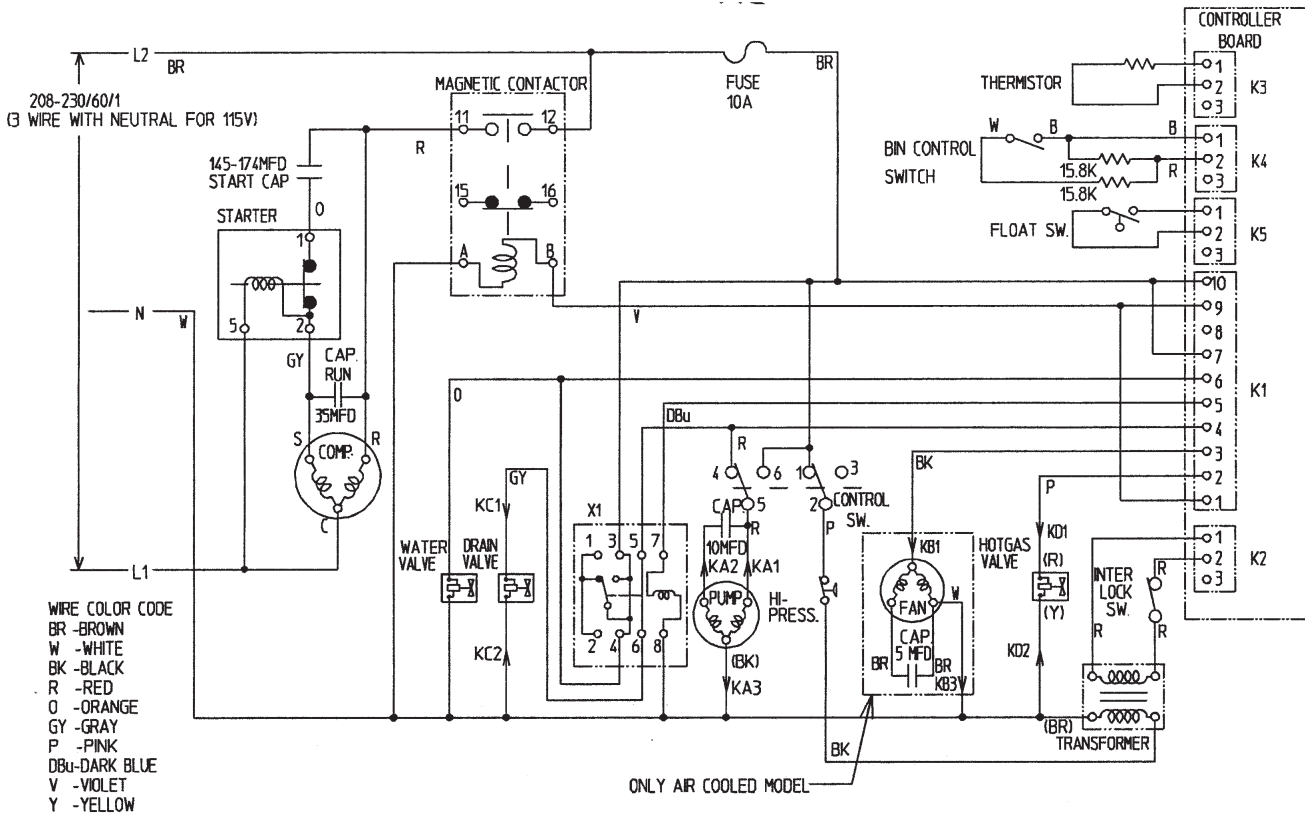 CONTROLLER
BOARD
L2
BR
208-230/60/1
(3 WIRE WITH NEUTRAL FOR 115V)
MAGNETIC CONTACTOR
11
12
15
16
A
B
R
FUSE
10A
BR
THERMISTOR
1
2
3
K3
BIN CONTROL
SWITCH
W
B
B
15.8K
15.8K
R
1
2
3
K4
FLOAT SW.
1
2
3
K5
145-174MFD
START CAP
O
STARTER
1
5
2
GY
CAP.
RUN
35MFD
S
R
COMP.
C
N
W
V
10
9
8
7
6
5
4
3
2
1
K1
O
DBu
R
4
6
5
1
3
2
CONTROL
SW.
BK
P
GY
KC1
KC2
WATER
VALVE
DRAIN
VALVE
X1
1
3
5
7
2
4
6
8
CAP.
10MFD
R
KA2
KA1
PUMP
(BK)
KA3
P
HI-
PRESS.
BK
KB1
FAN
W
CAP
5 MFD
BR
BR
KB3
HOTGAS
VALVE
KD1
(R)
(Y)
KD2
INTER
LOCK
SW.
R
R
R
1
2
3
K2
(BR)
TRANSFORMER
L1
ONLY AIR COOLED MODEL
WIRE COLOR CODE
BR -BROWN
W -WHITE
BK -BLACK
R -RED
O -ORANGE
GY -GRAY
P -PINK
DBu-DARK BLUE
V -VIOLET
Y -YELLOW